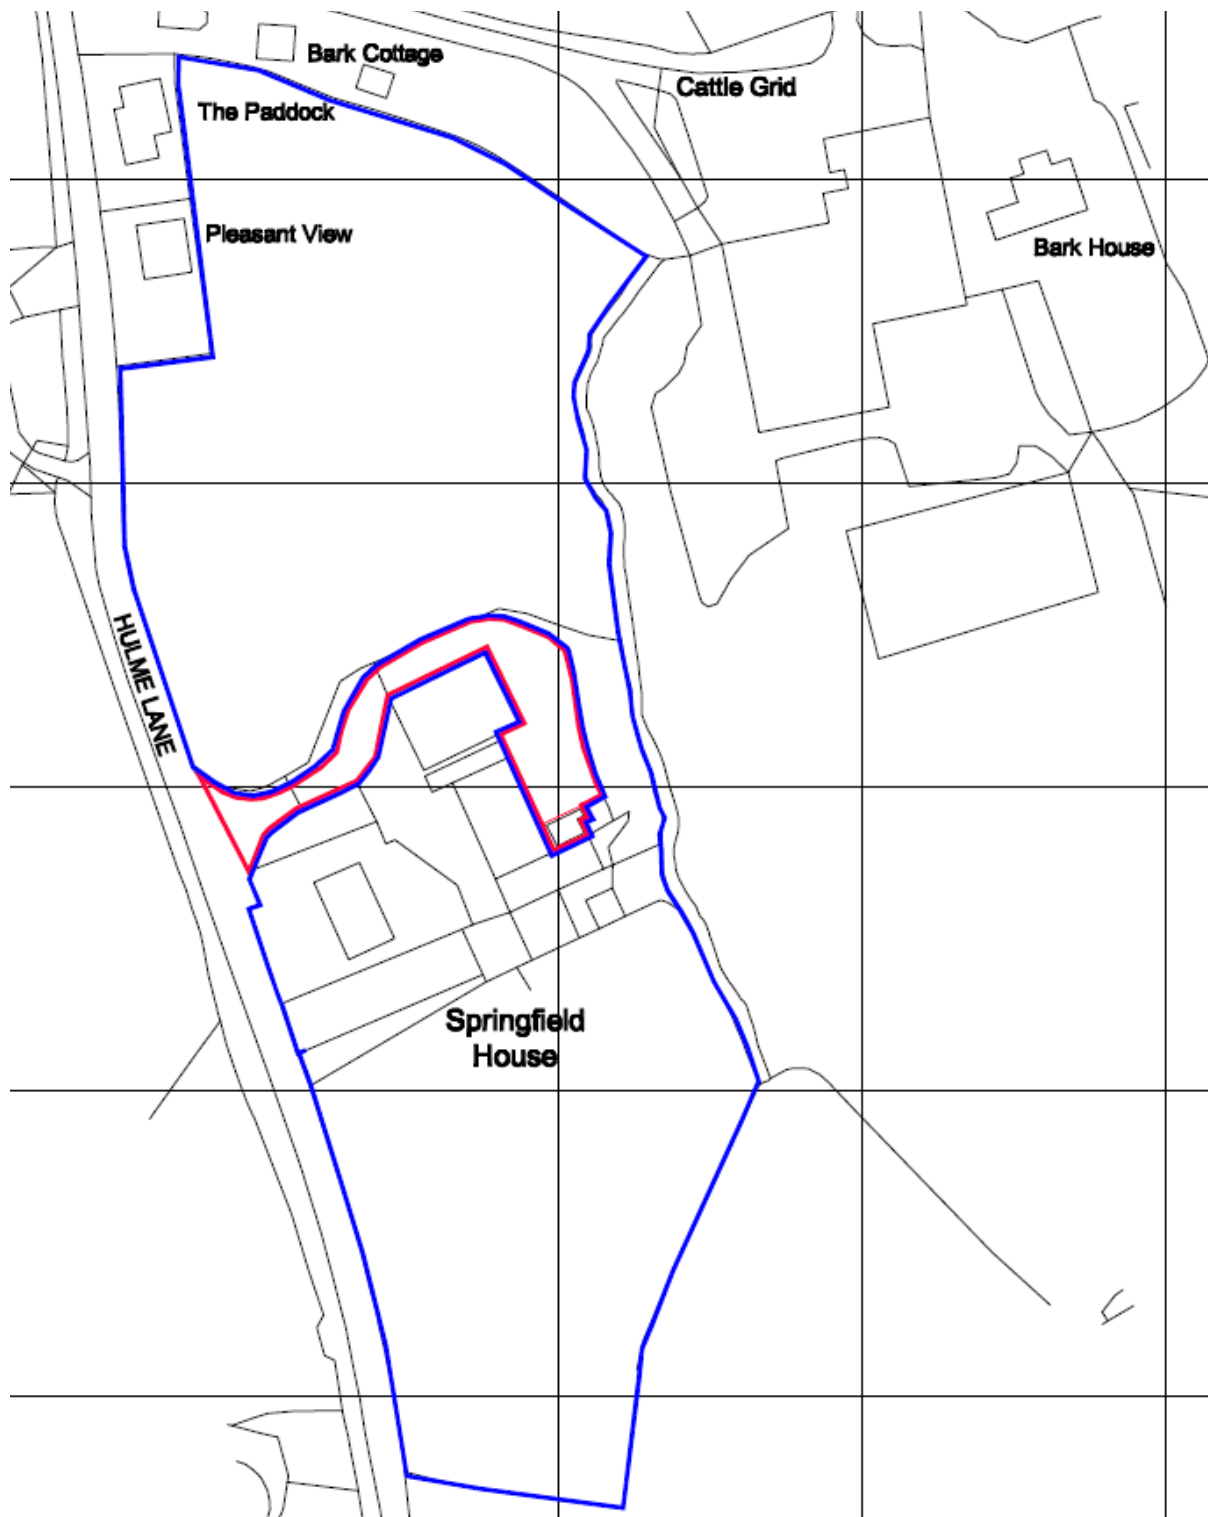 Bark Cottage
Cattle Grid
The Paddock
Pleasant View
Bark House
HULME LANE
Springfield
House